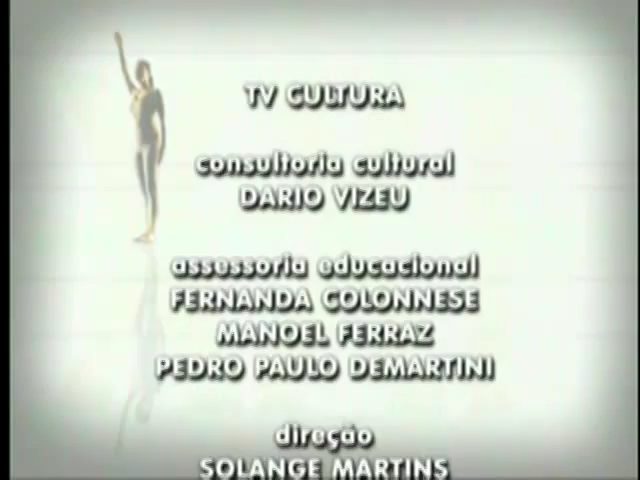 TV CULTURA
consultoria cultural
DARIO VIZEU
assessoria educacional
FERNANDA COLONNESE
MANOEL FERRAZ
PEDRO PAULO DEMARTINI
direção
SOLANGE MARTINS